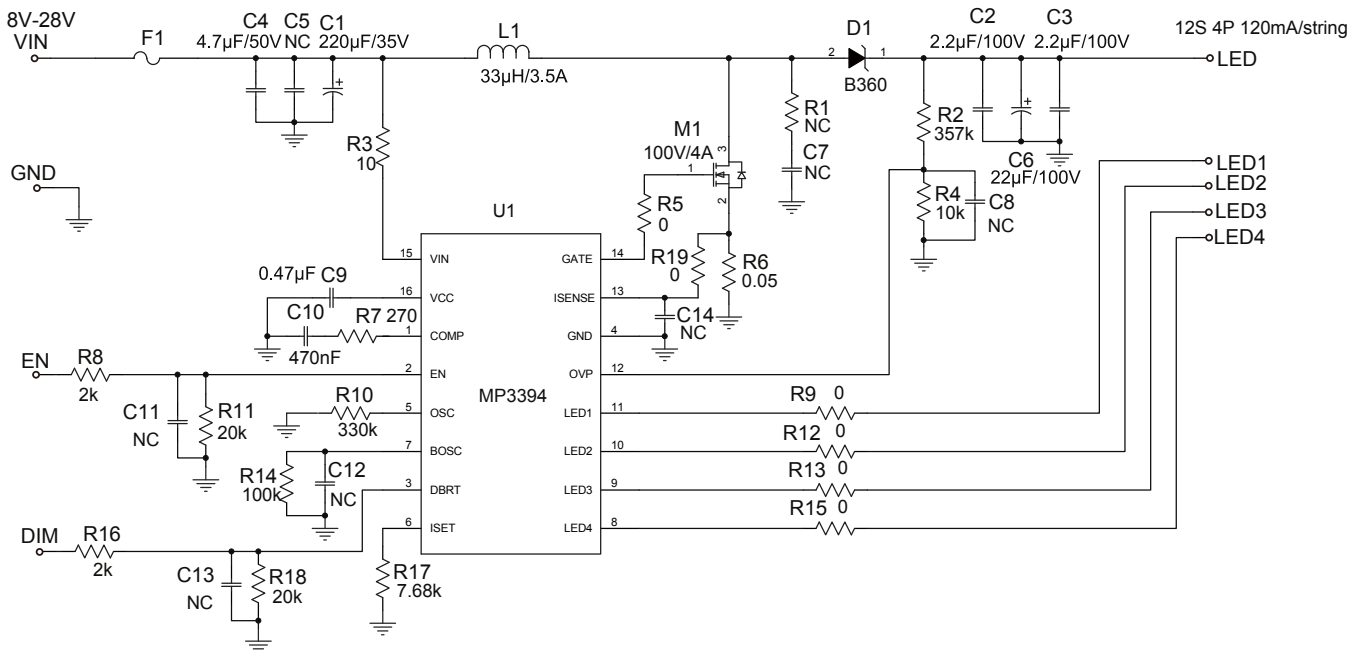 8V-28V
VIN
F1
C4
4.7µF/50V
C5
NC
C1
220µF/35V
L1
33µH/3.5A
D1
2
1
B360
C2
2.2µF/100V
C3
2.2µF/100V
12S 4P 120mA/string
LED
R3
10
R1
NC
C7
NC
M1
100V/4A
3
1
2
R2
357k
C6
22µF/100V
R4
10k
C8
NC
LED1
LED2
LED3
LED4
GND
U1
R5
0
R19
0
R6
0.05
C14
NC
15
VIN
GATE
14
0.47µF
C9
16
VCC
ISENSE
13
C10
470nF
R7
270
1
COMP
GND
4
EN
R8
2k
2
EN
OVP
12
C11
NC
R11
20k
R10
330k
5
OSC
MP3394
LED1
11
R9
0
7
BOSC
LED2
10
R12
0
R14
100k
C12
NC
3
DBRT
LED3
9
R13
0
6
ISET
LED4
8
R15
0
DIM
R16
2k
C13
NC
R18
20k
R17
7.68k